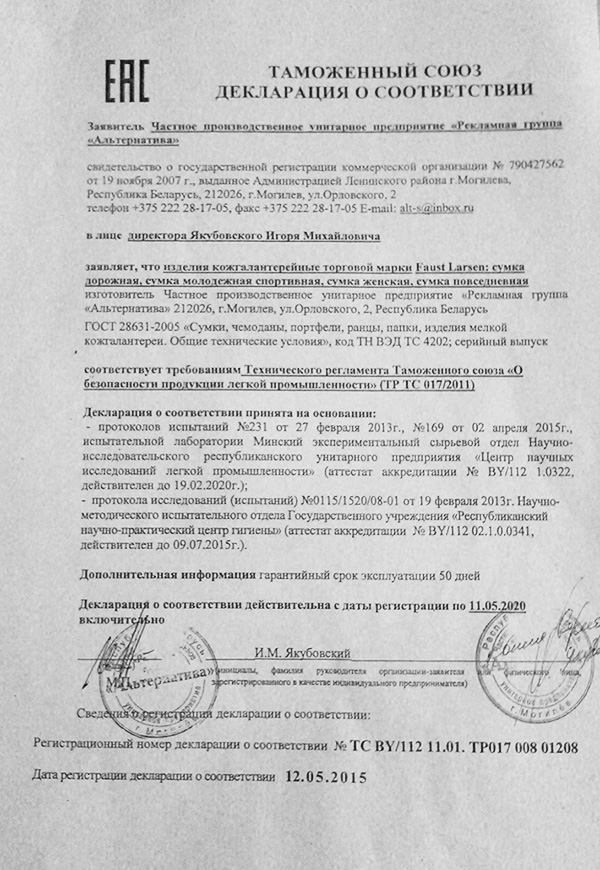 ЕАС
ТАМОЖЕННЫЙ СОЮЗ
ДЕКЛАРАЦИЯ О СООТВЕТСТВИИ
Заявитель Частное производственное унитарное предприятие «Рекламная группа
«Альтернатива»
свидетельство о государственной регистрации коммерческой организации № 790427562
от 19 ноября 2007 г., выданное Администрацией Ленинского района г.Могилева,
Республика Беларусь, 212026, г.Могилев, ул.Орловского, 2
телефон +375 222 28-17-05, факс +375 222 28-17-05 E-mail: alt-s@inbox.ru
в лице директора Якубовского Игоря Михайловича
заявляет, что изделия кожгалантерейные торговой марки Faust Larsen: сумка
дорожная, сумка молодежная спортивная, сумка женская, сумка повседневная
изготовитель Частное производственное унитарное предприятие «Рекламная группа
«Альтернатива» 212026, г.Могилев, ул.Орловского, 2, Республика Беларусь
ГОСТ 28631-2005 «Сумки, чемоданы, портфели, ранцы, папки, изделия мелкой
кожгалантереи. Общие технические условия», код ТН ВЭД ТС 4202; серийный выпуск
соответствует требованиям Технического регламента Таможенного союза «О
безопасности продукции легкой промышленности» (ТР ТС 017/2011)
Декларация о соответствии принята на основании:
- протоколов испытаний №231 от 27 февраля 2013г., №169 от 02 апреля 2015г.,
испытательной лаборатории Минский экспериментальный сырьевой отдел Научно-
исследовательского республиканского унитарного предприятия «Центр научных
исследований легкой промышленности» (аттестат аккредитации № BY/112 1.0322,
действителен до 19.02.2020г.);
- протокола исследований (испытаний) №0115/1520/08-01 от 19 февраля 2013г. Научно-
методического испытательного отдела Государственного учреждения «Республиканский
научно-практический центр гигиены» (аттестат аккредитации № BY/112 02.1.0.0341,
действителен до 09.07.2015г.).
Дополнительная информация гарантийный срок эксплуатации 50 дней
Декларация о соответствии действительна с даты регистрации по 11.05.2020
включительно
И.М. Якубовский
(инициалы, фамилия руководителя организации-заявителя или физического лица,
зарегистрированного в качестве индивидуального предпринимателя)
Сведения о регистрации декларации о соответствии:
Регистрационный номер декларации о соответствии № ТС BY/112 11.01. ТР017 008 01208
Дата регистрации декларации о соответствии 12.05.2015